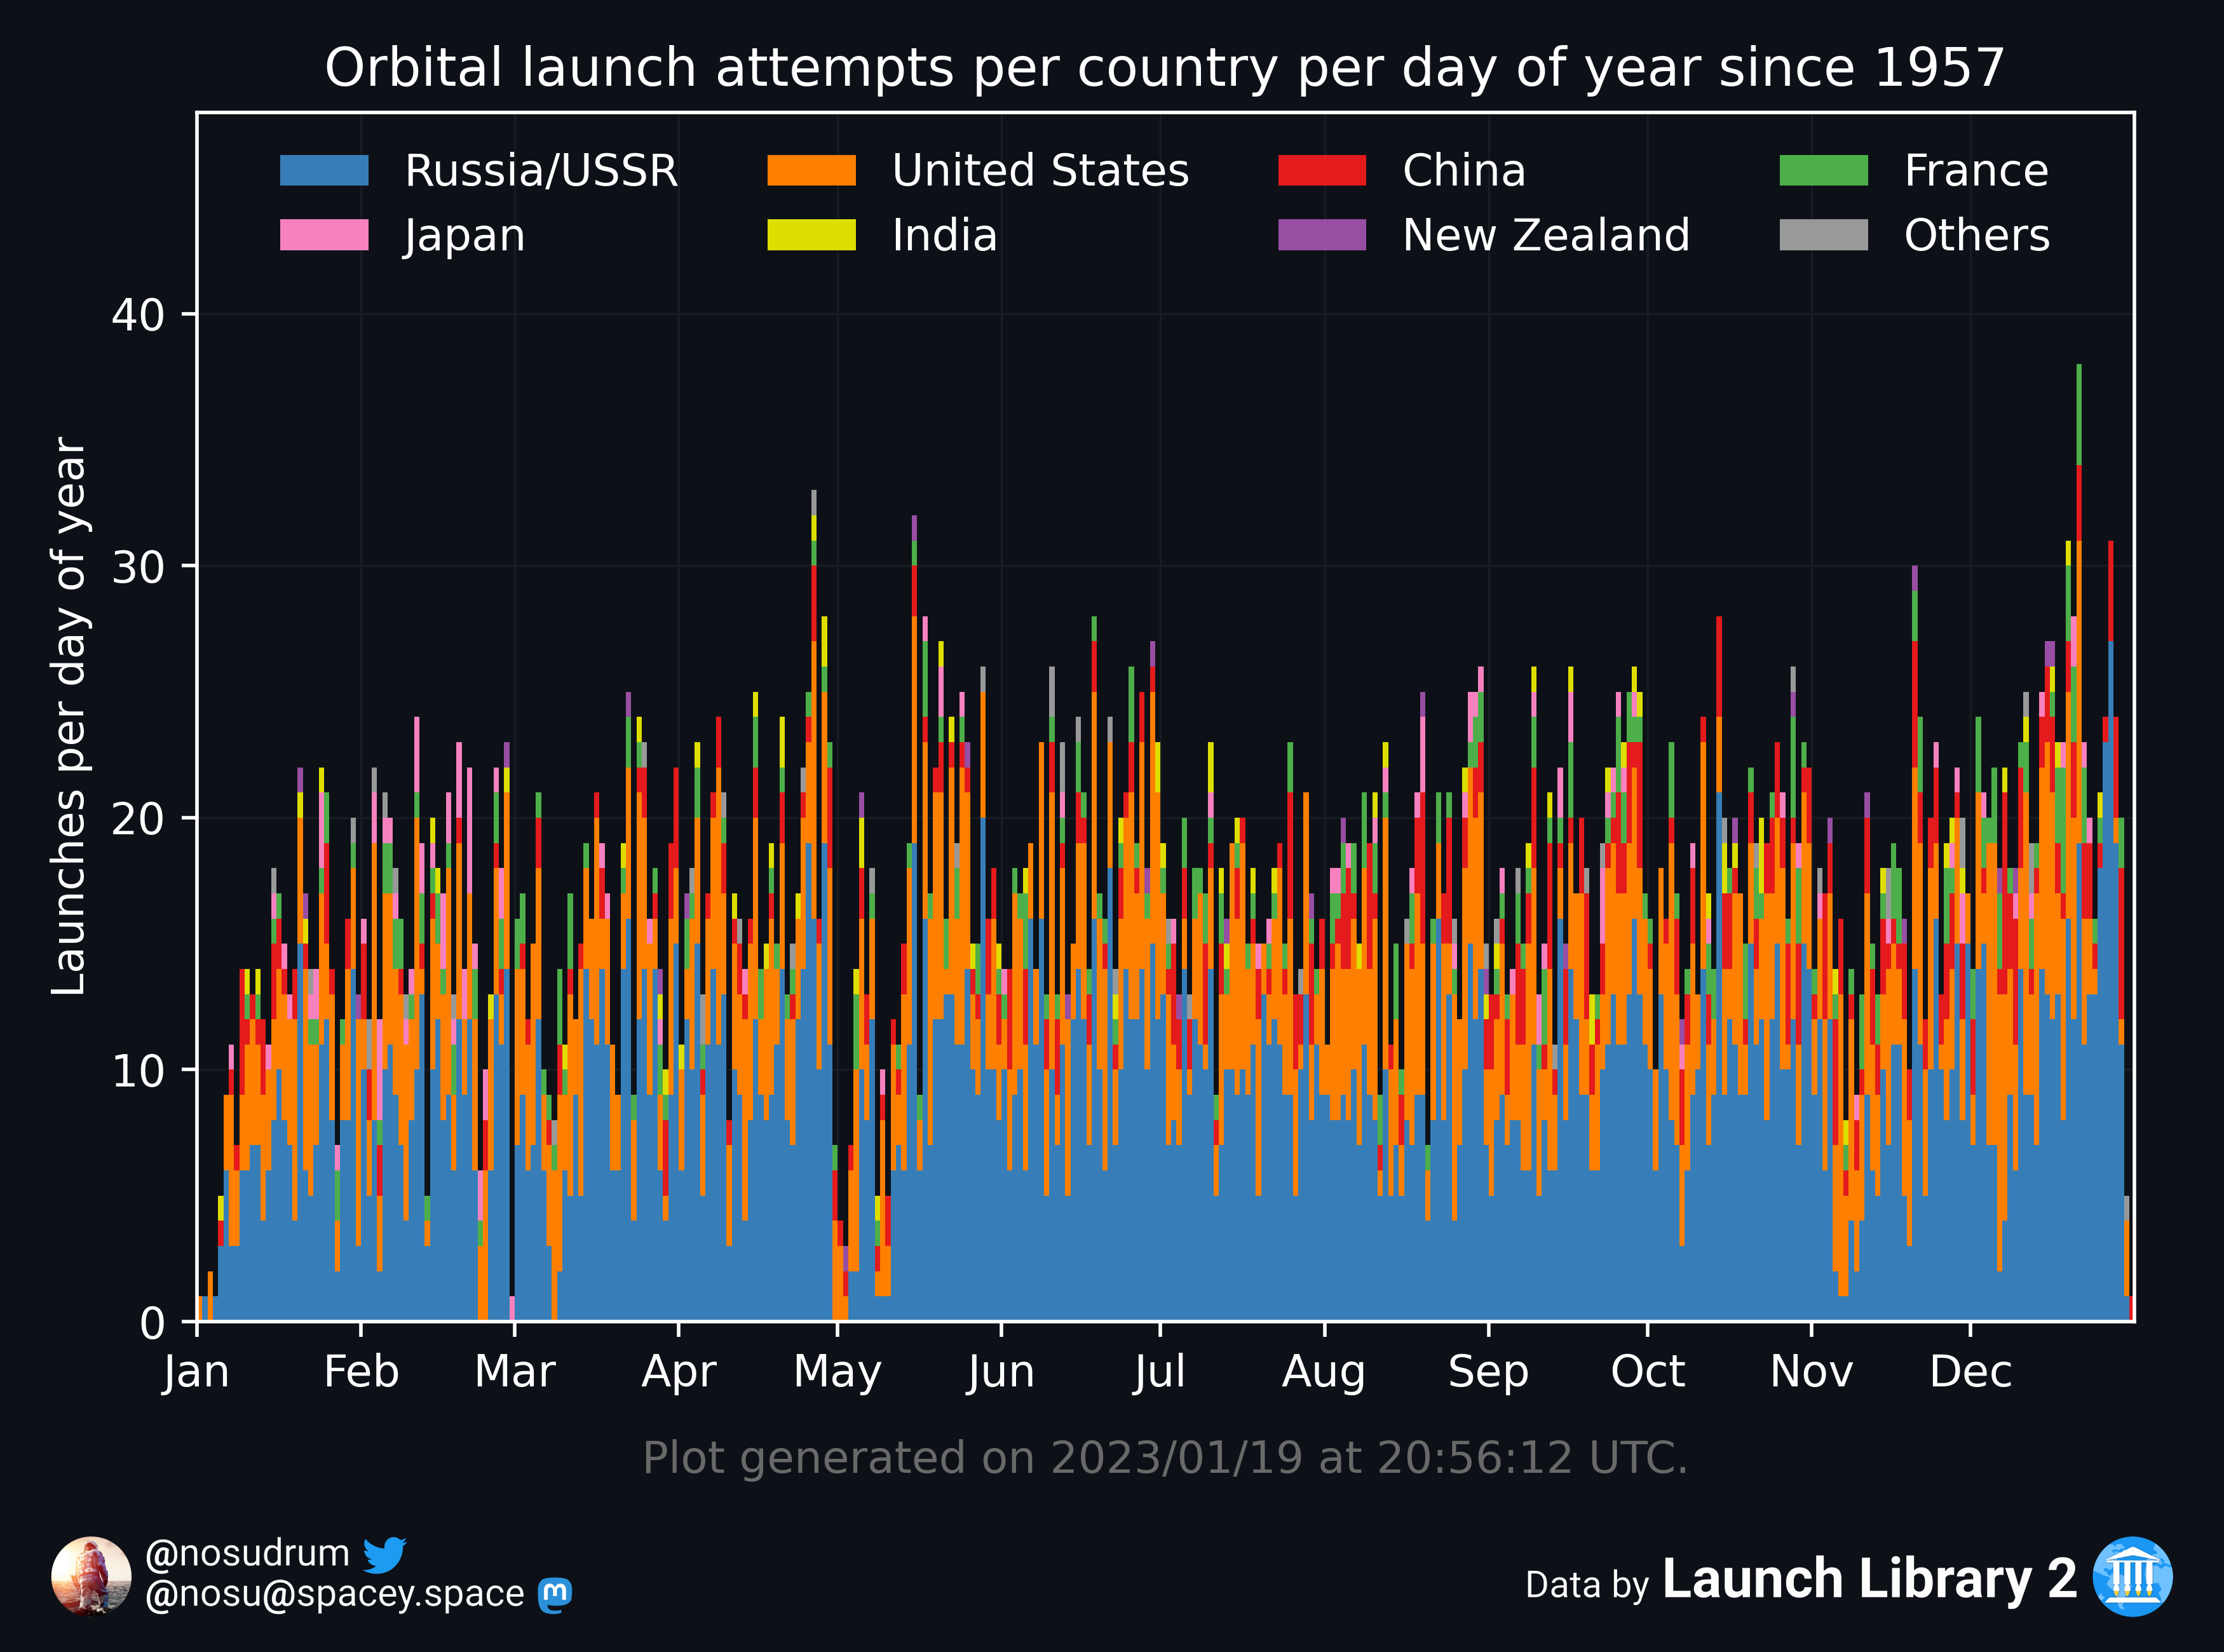 Orbital launch attempts per country per day of year since 1957
Russia/USSR United States China France
Japan India New Zealand Others
Launches per day of year
40
30
20
10
0
Jan Feb Mar Apr May Jun Jul Aug Sep Oct Nov Dec
Plot generated on 2023/01/19 at 20:56:12 UTC.
@nosudrum
@nosu@spacey.space
Data by Launch Library 2